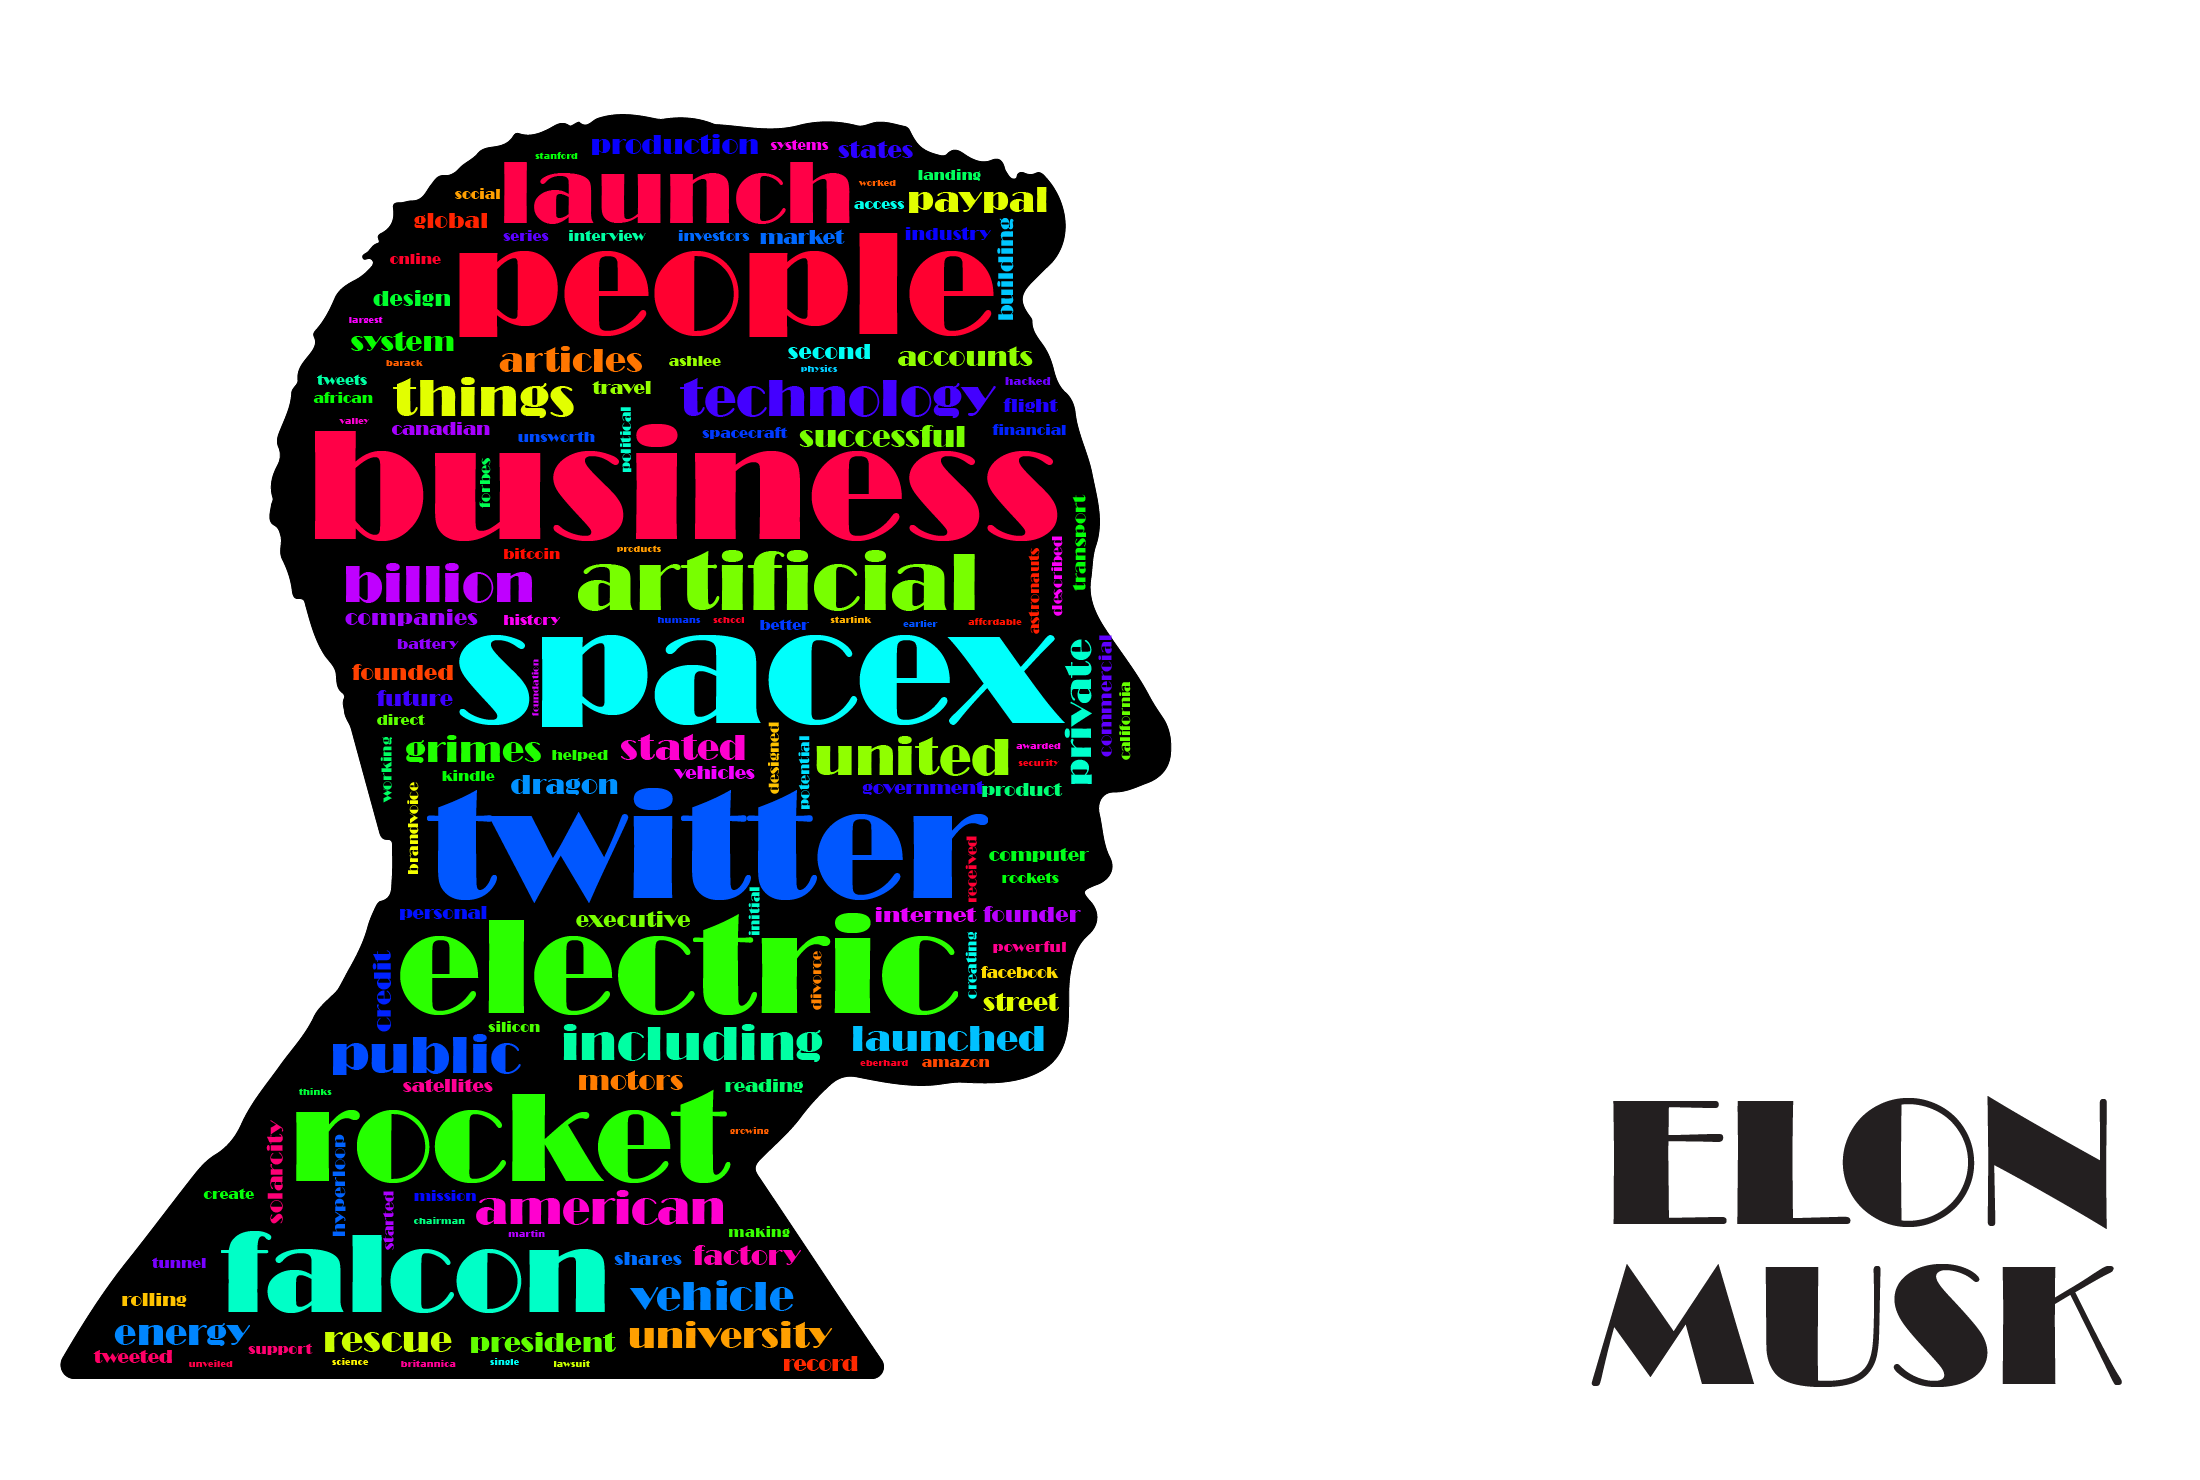 production systems states
stanford
launch
landing
worked
social
access paypal
global
series interview investors market industry
building
people
online
design
largest
system
articles
ashlee
second
accounts
barack
physics
tweets
things
travel
technology
hacked
african
flight
valley
canadian
unsworth
political
spacecraft
successful
financial
business
forbes
transport
bitcoin
products
described
astronauts
billion
artificial
companies
history
humans school better starlink earlier affordable
battery
spacex
private
commercial
california
founded
foundation
future
direct
working
grimes
helped
stated
designed
potential
united
awarded
security
kindle
dragon
vehicles
government
product
brandvoice
twitter
received
computer
rockets
personal
executive
initial
internet founder
electric
creating
powerful
credit
divorce
facebook
street
silicon
including
launched
public
eberhard amazon
satellites
motors
reading
thinks
rocket
growing
solarcity
hyperloop
create
started
mission
american
chairman
martin
making
falcon
tunnel
shares
factory
rolling
vehicle
energy
rescue
president
university
tweeted
support
unveiled
science
britannica
single
lawsuit
record
ELON
MUSK